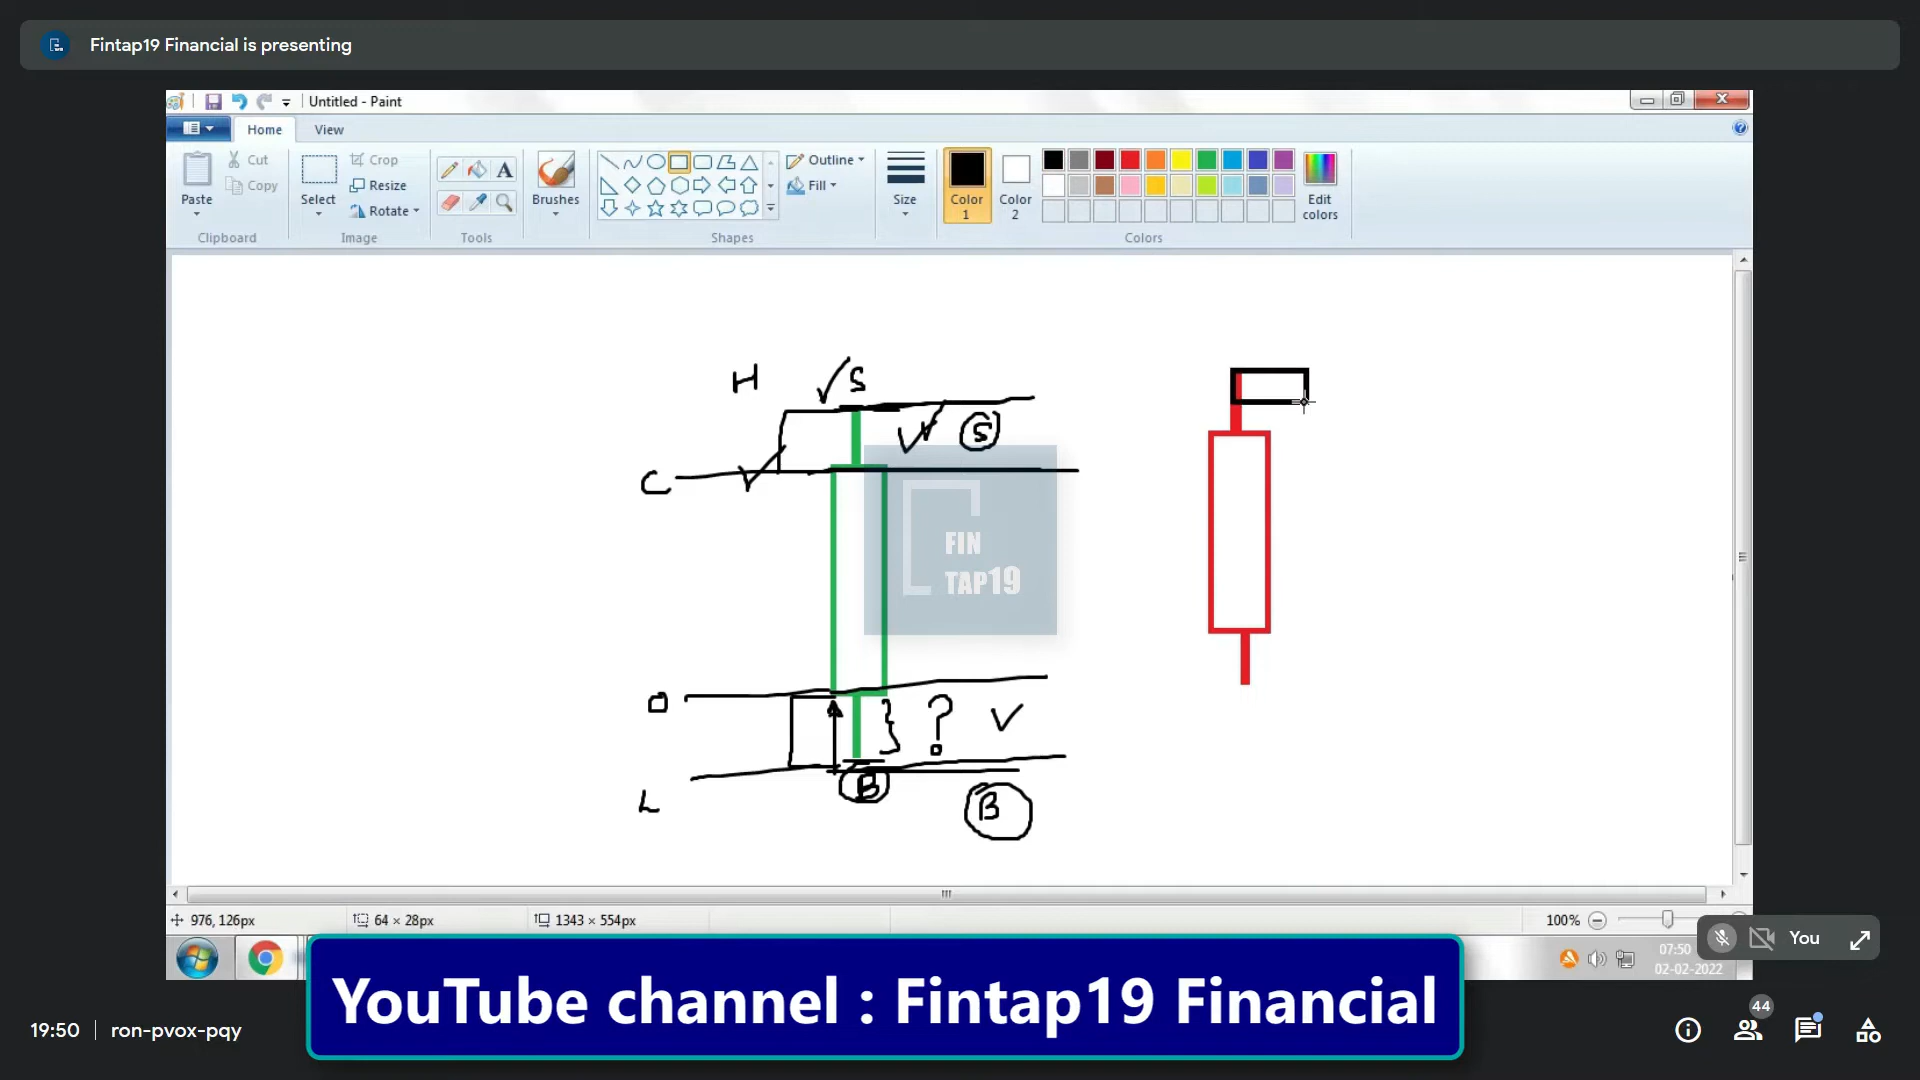 Fintap19 Financial is presenting
Untitled - Paint
Home View
Cut
Copy
Paste
Clipboard
Crop
Resize
Rotate
Select
Image
A
Tools
Brushes
Outline
Fill
Shapes
Size
Color
1
Color
2
Edit
colors
Colors
H S
S
C
FIN
TAP19
O
?
L
B
B
976, 126px
64 × 28px
1343 × 554px
100%
07:50
02-02-2022
You
YouTube channel : Fintap19 Financial
19:50 ron-pvox-pqy
44